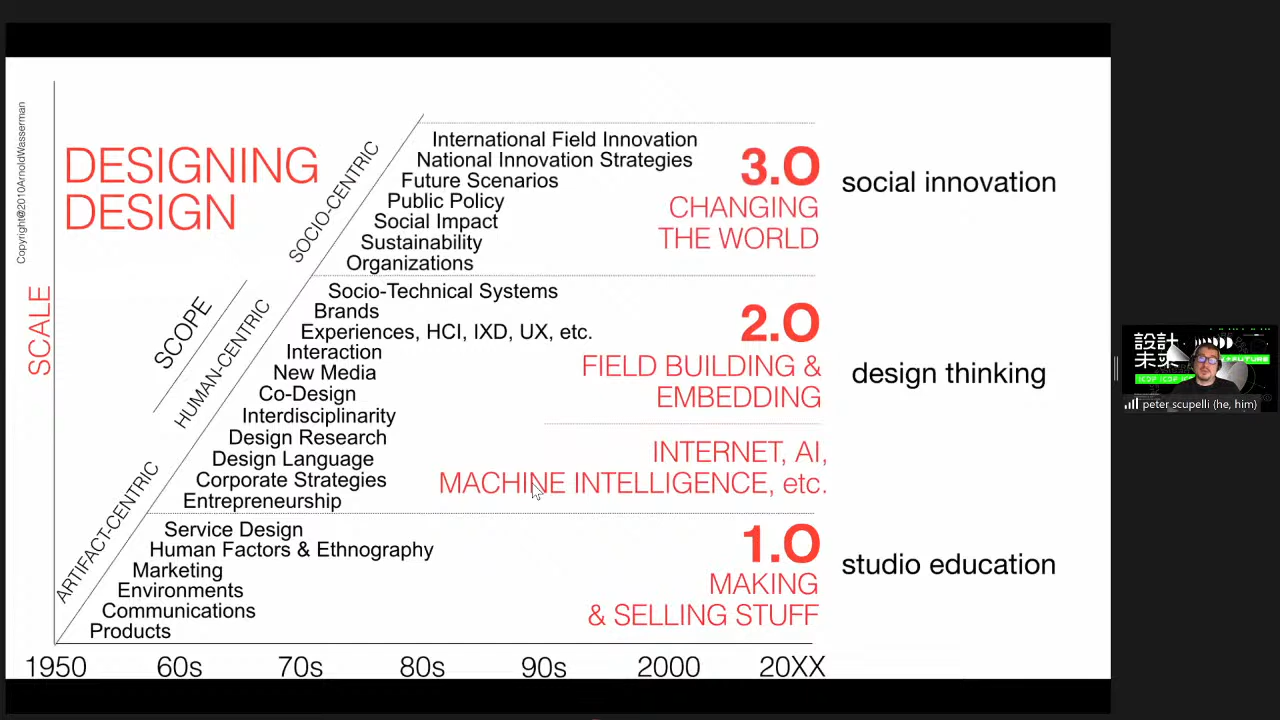 Copyright@2010ArnoldWasserman
DESIGNING
DESIGN
SCALE
SCOPE
SOCIO-CENTRIC
HUMAN-CENTRIC
ARTIFACT-CENTRIC
International Field Innovation
National Innovation Strategies
Future Scenarios
Public Policy
Social Impact
Sustainability
Organizations
3.0
CHANGING
THE WORLD
social innovation
Socio-Technical Systems
Brands
Experiences, HCI, IXD, UX, etc.
Interaction
New Media
Co-Design
Interdisciplinarity
Design Research
Design Language
Corporate Strategies
Entrepreneurship
2.0
FIELD BUILDING &
EMBEDDING
design thinking
INTERNET, AI,
MACHINE INTELLIGENCE, etc.
Service Design
Human Factors & Ethnography
Marketing
Environments
Communications
Products
1.0
MAKING
& SELLING STUFF
studio education
1950 60s 70s 80s 90s 2000 20XX
設計
未來
peter scupelli (he, him)